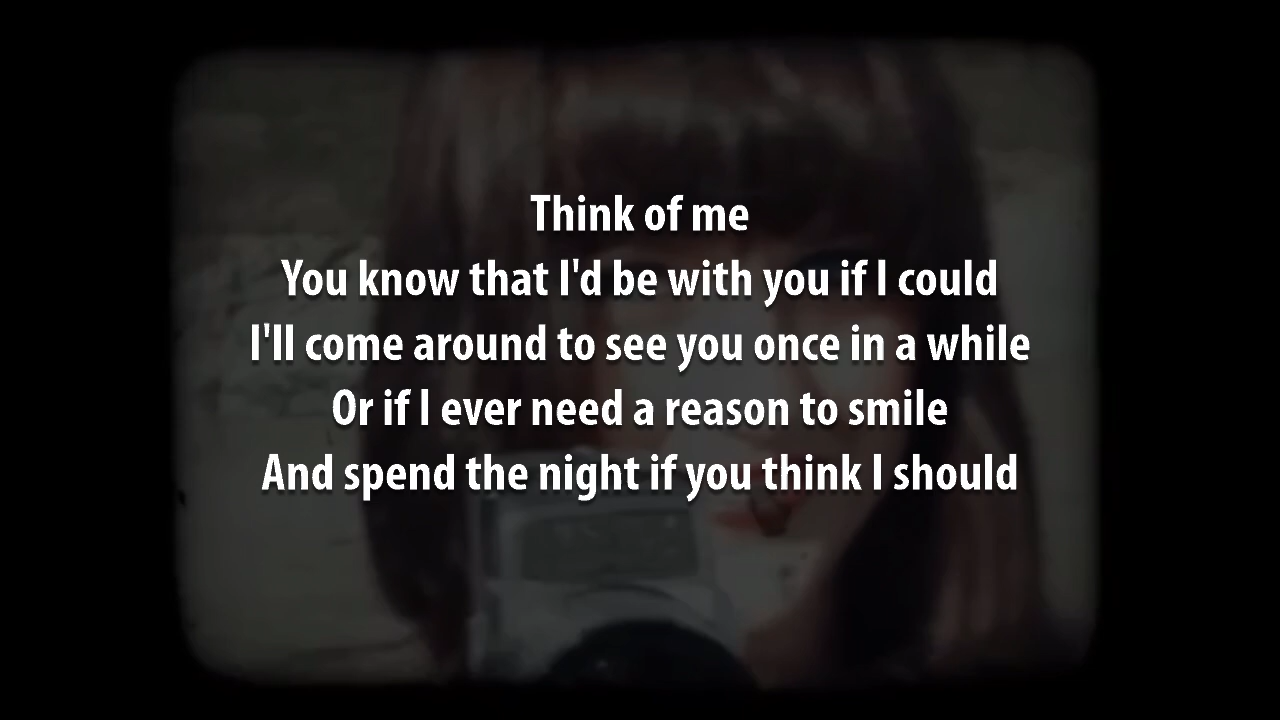 Think of me
You know that I'd be with you if I could
I'll come around to see you once in a while
Or if I ever need a reason to smile
And spend the night if you think I should